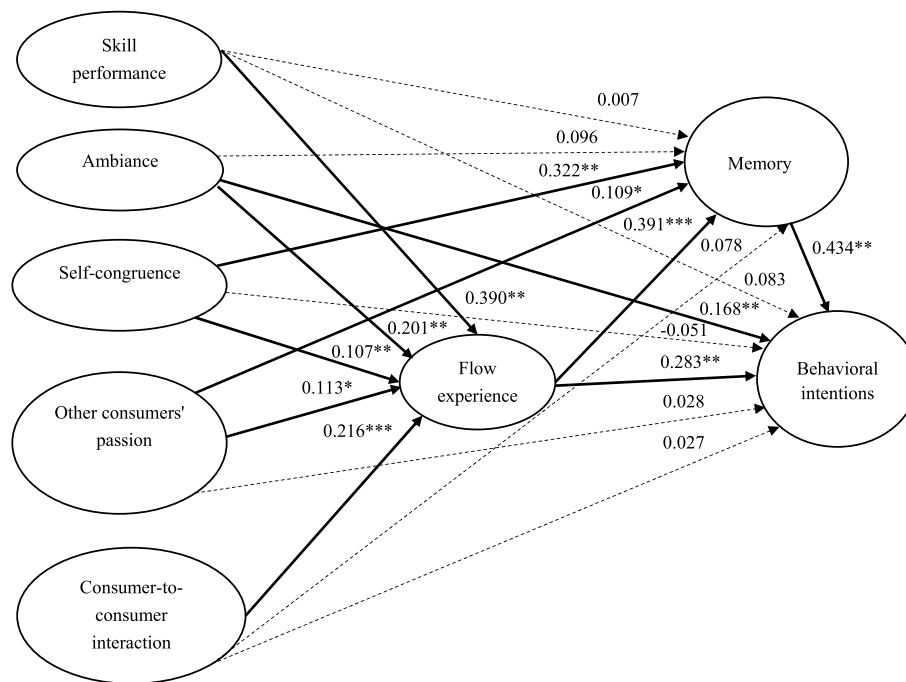 Skill
performance
0.007
Ambiance
0.096
Memory
0.322**
0.109*
0.391***
0.078
0.434**
Self-congruence
0.083
0.390**
0.168**
0.201**
-0.051
0.107**
Flow
experience
0.283**
Behavioral
intentions
Other consumers'
passion
0.113*
0.028
0.216***
0.027
Consumer-to-
consumer
interaction